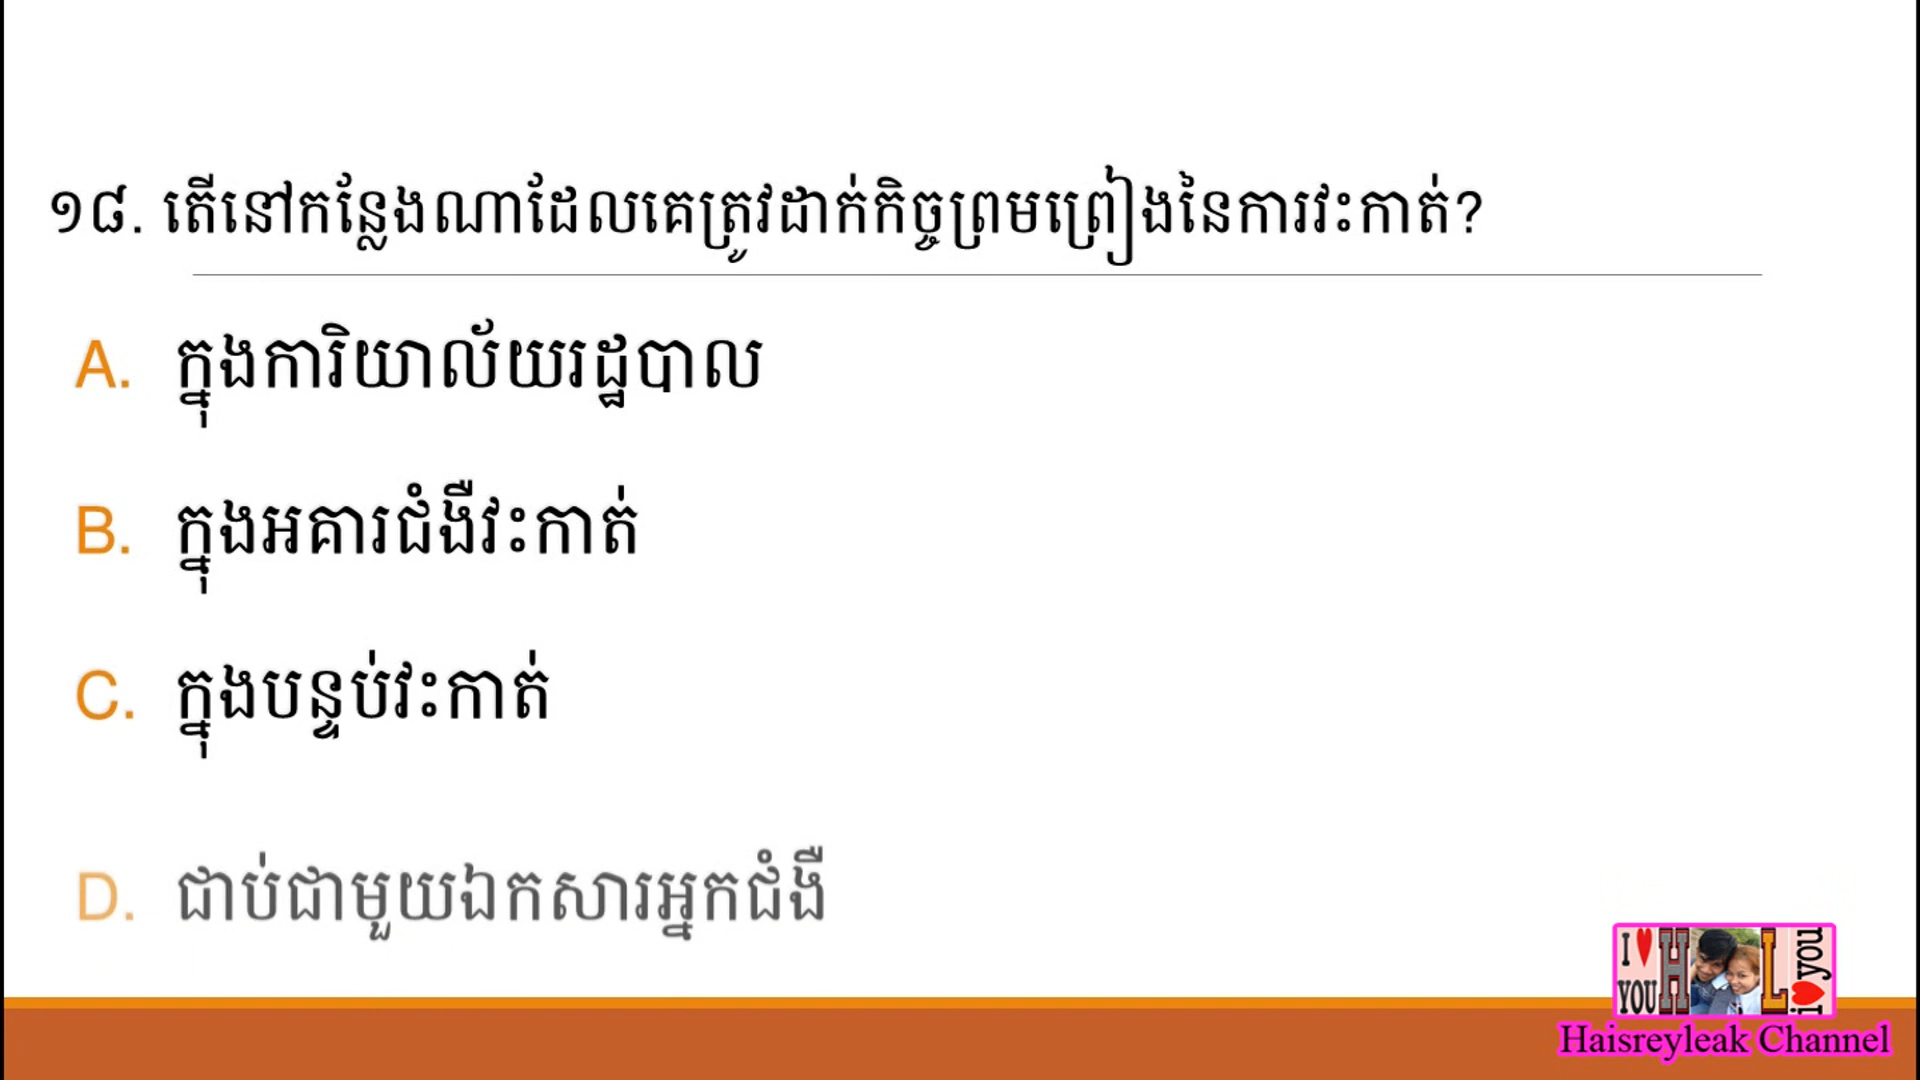 ១៨. តើនៅកន្លែងណាដែលគេត្រូវដាក់កិច្ចព្រមព្រៀងនៃការវះកាត់?
A. ក្នុងការិយាល័យរដ្ឋបាល
B. ក្នុងអគារជំងឺវះកាត់
C. ក្នុងបន្ទប់វះកាត់
D. ជាប់ជាមួយឯកសារអ្នកជំងឺ
I ♥ YOU
H L
i ♥ you
Haisreyleak Channel